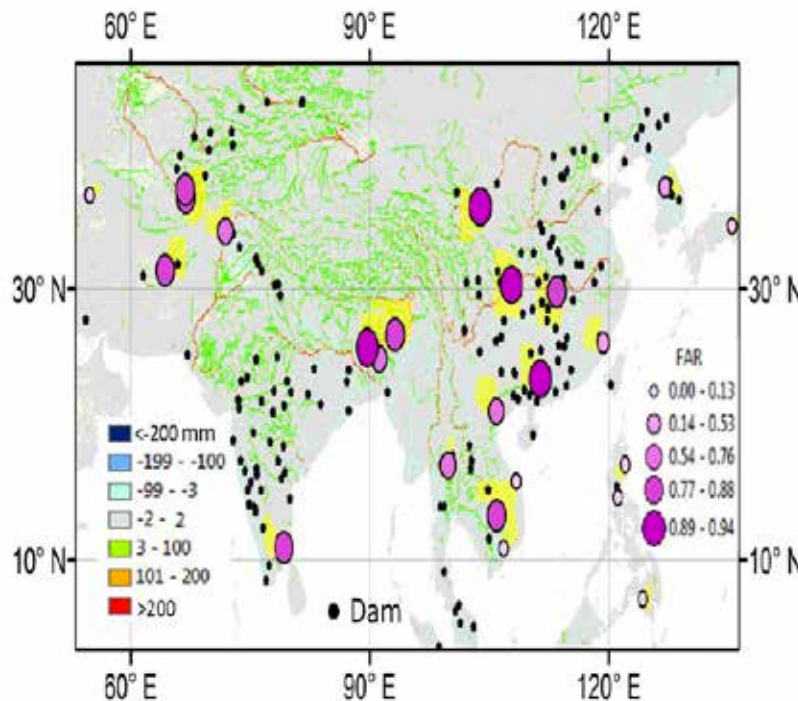 60° E 90° E 120° E
30° N 30° N
FAR
0.00 - 0.13
0.14 - 0.53
0.54 - 0.76
0.77 - 0.88
0.89 - 0.94
<-200 mm
-199 - -100
-99 - -3
-2 - 2
3 - 100
101 - 200
>200
Dam
10° N 10° N
60° E 90° E 120° E